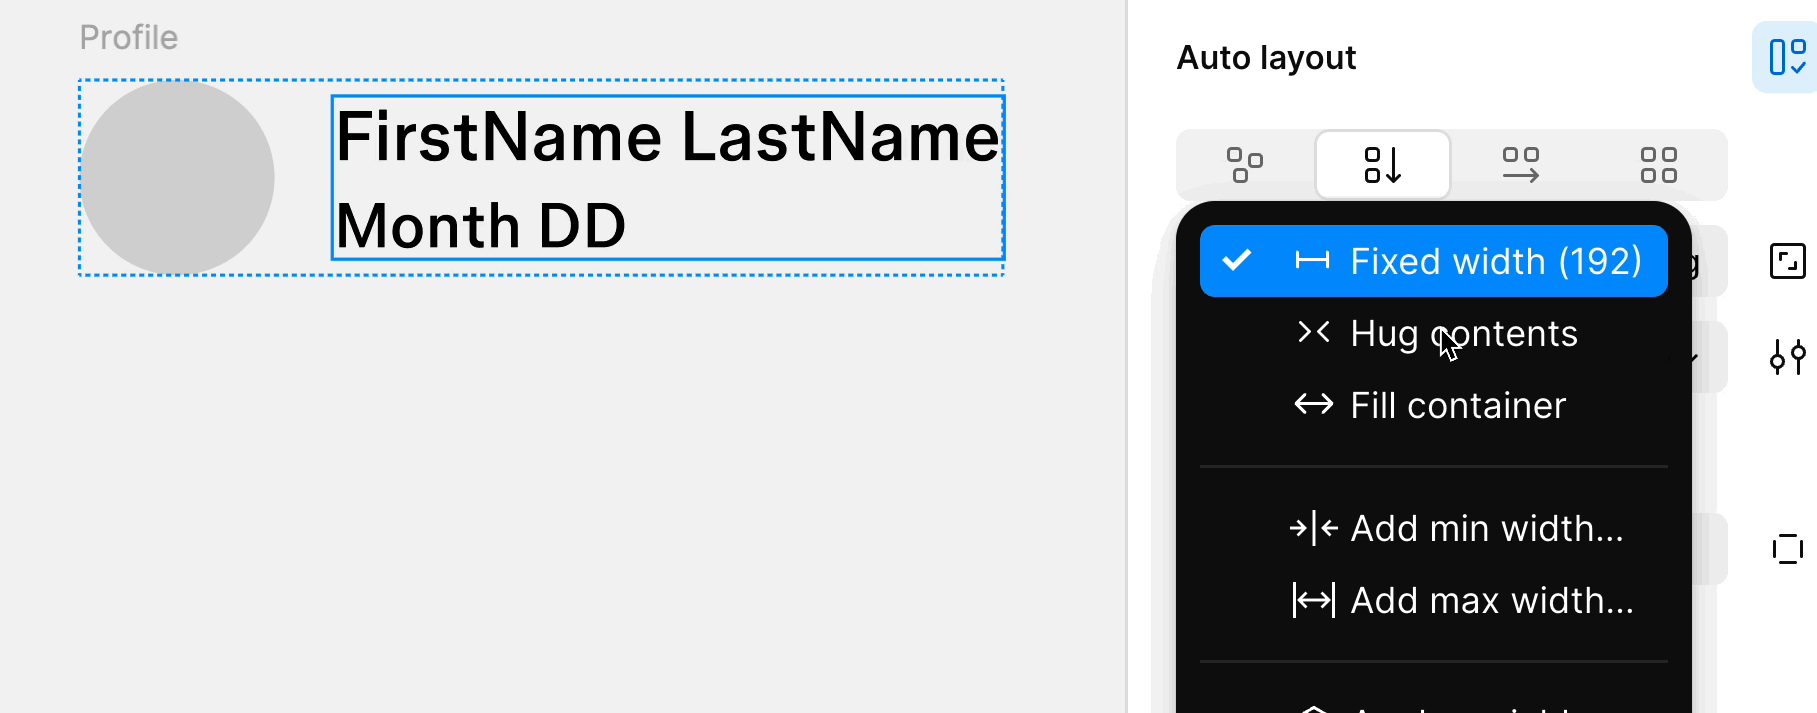 Profile
FirstName LastName
Month DD
Auto layout
Fixed width (192)
Hug contents
Fill container
Add min width...
Add max width...